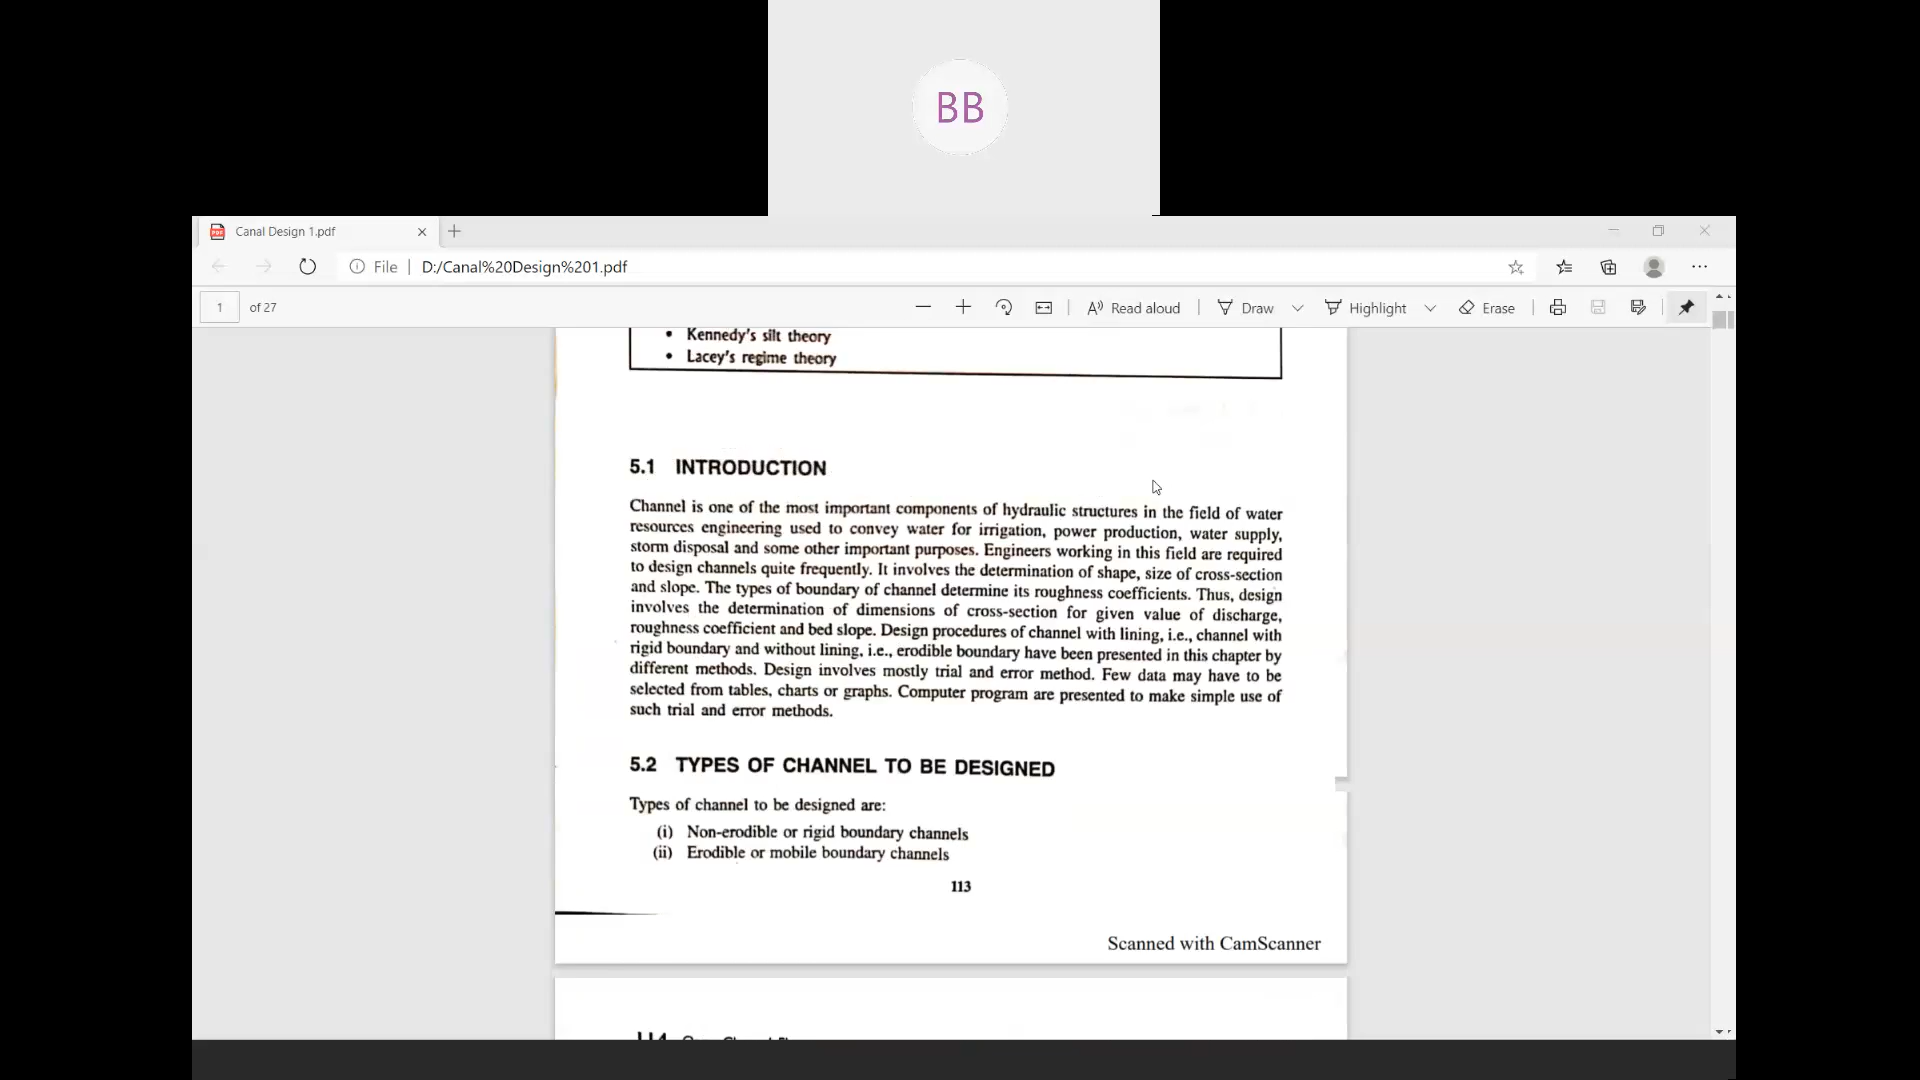 BB
Canal Design 1.pdf
File | D:/Canal%20Design%201.pdf
1 of 27
Read aloud
Draw
Highlight
Erase
• Kennedy's silt theory
• Lacey's regime theory
5.1 INTRODUCTION
Channel is one of the most important components of hydraulic structures in the field of water
resources engineering used to convey water for irrigation, power production, water supply,
storm disposal and some other important purposes. Engineers working in this field are required
to design channels quite frequently. It involves the determination of shape, size of cross-section
and slope. The types of boundary of channel determine its roughness coefficients. Thus, design
involves the determination of dimensions of cross-section for given value of discharge,
roughness coefficient and bed slope. Design procedures of channel with lining, i.e., channel with
rigid boundary and without lining, i.e., erodible boundary have been presented in this chapter by
different methods. Design involves mostly trial and error method. Few data may have to be
selected from tables, charts or graphs. Computer program are presented to make simple use of
such trial and error methods.
5.2 TYPES OF CHANNEL TO BE DESIGNED
Types of channel to be designed are:
(i) Non-erodible or rigid boundary channels
(ii) Erodible or mobile boundary channels
113
Scanned with CamScanner